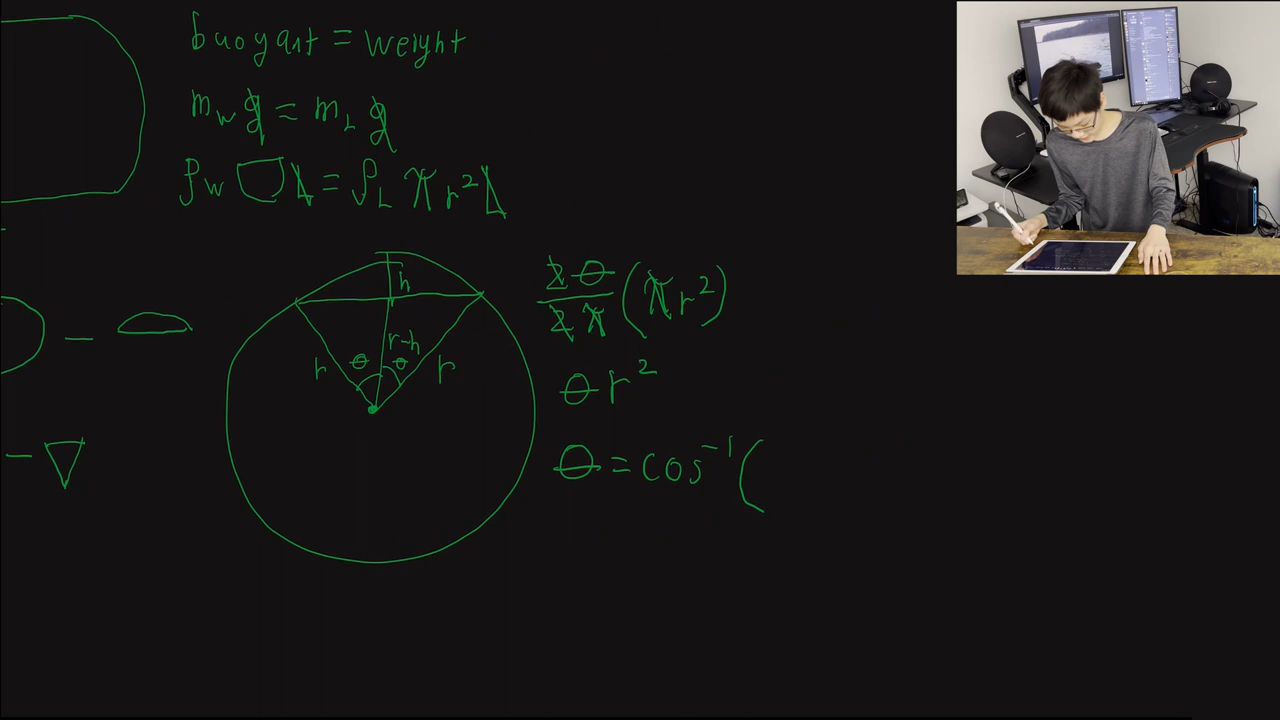 buoyant = weight
m_w g = m_L g
ρ_w L = ρ_L π r² L
h
r-h
θ θ
r r
2θ/2π (πr²)
θr²
θ = cos⁻¹(